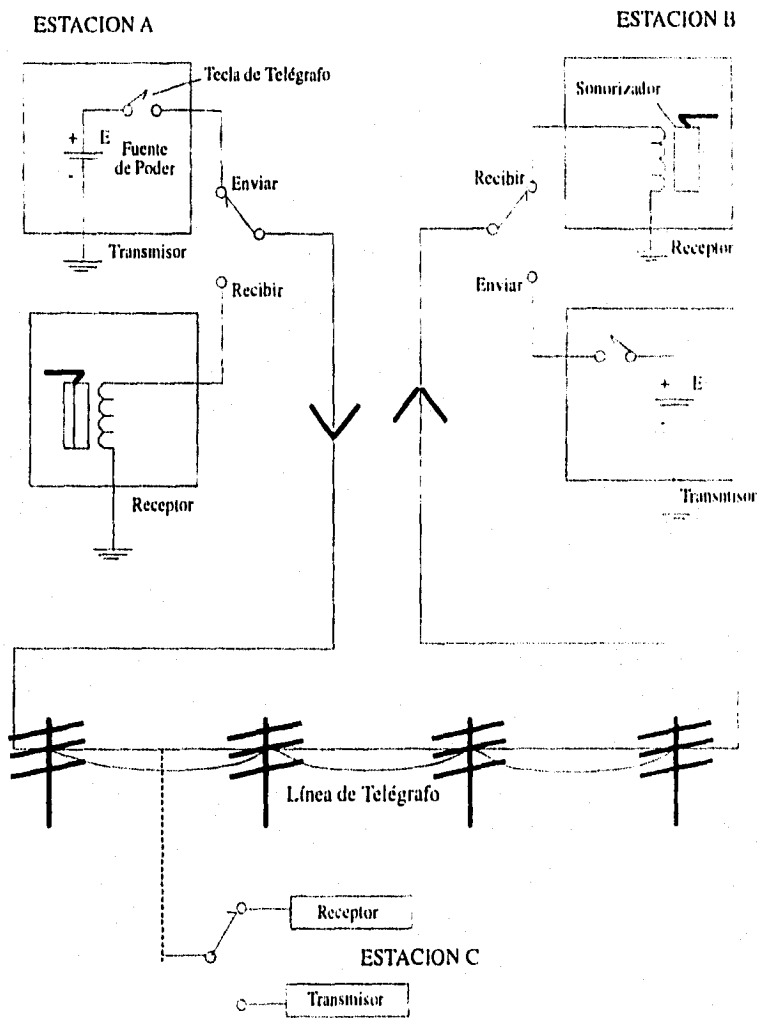 ESTACION A
ESTACION B
Tecla de Telégrafo
+ E
Fuente
de Poder
-
Enviar
Transmisor
Recibir
Receptor
Sonorizador
Recibir
Receptor
Enviar
+ E
-
Transmisor
Línea de Telégrafo
Receptor
ESTACION C
Transmisor